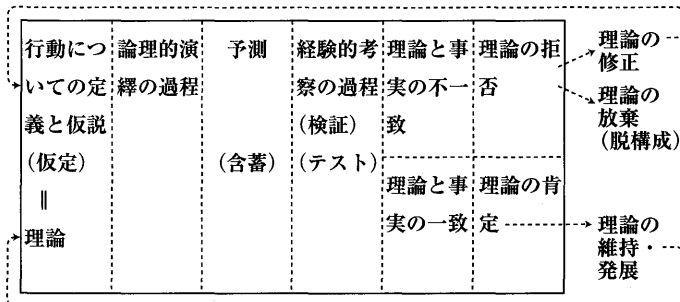 行動につ
いての定
義と仮説
(仮定)
‖
理論
論理的演
繹の過程
予測
(含蓄)
経験的考
察の過程
(検証)
(テスト)
理論と事
実の不一
致
理論と事
実の一致
理論の拒
否
理論の肯
定
理論の
修正
理論の
放棄
(脱構成)
理論の
維持・
発展